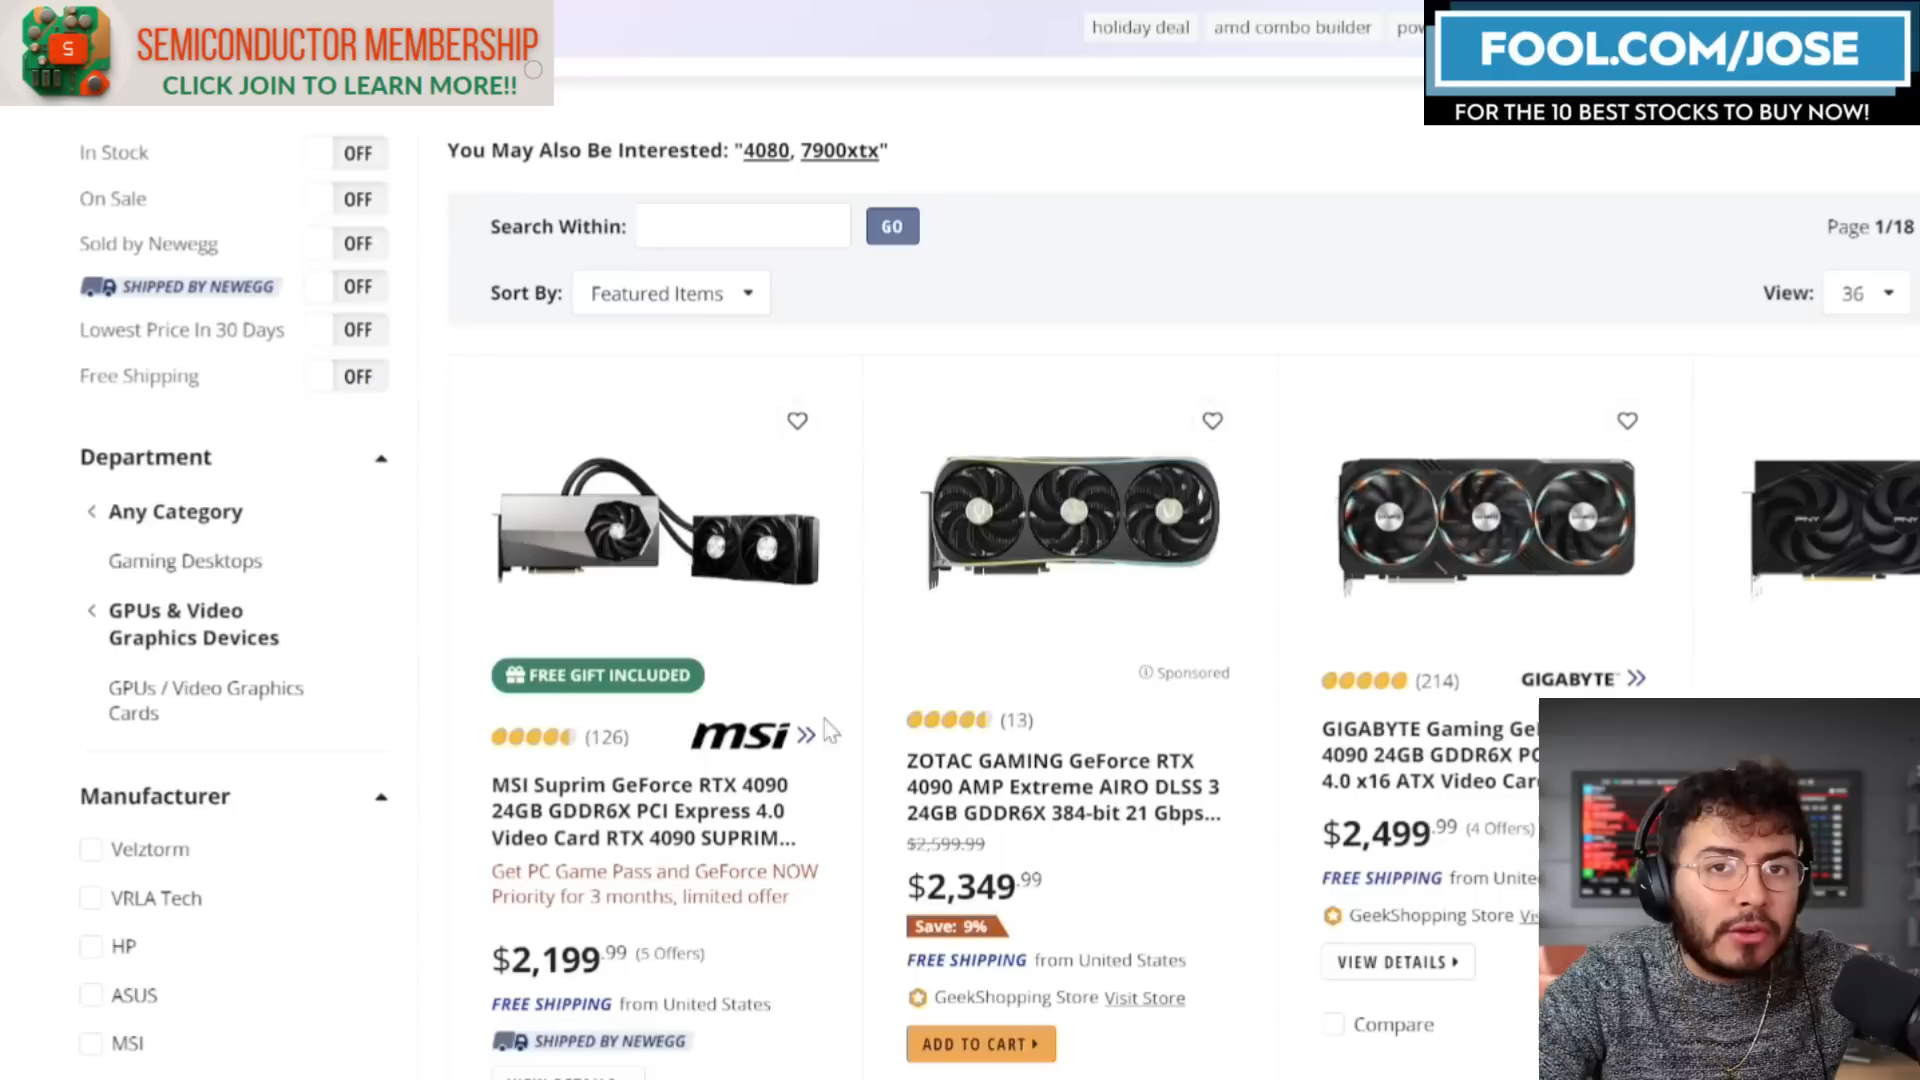 S
SEMICONDUCTOR MEMBERSHIP
CLICK JOIN TO LEARN MORE!!
holiday deal
amd combo builder
FOOL.COM/JOSE
FOR THE 10 BEST STOCKS TO BUY NOW!
In Stock OFF
On Sale OFF
Sold by Newegg OFF
SHIPPED BY NEWEGG OFF
Lowest Price In 30 Days OFF
Free Shipping OFF
Department
Any Category
Gaming Desktops
GPUs & Video
Graphics Devices
GPUs / Video Graphics
Cards
Manufacturer
Velztorm
VRLA Tech
HP
ASUS
MSI
You May Also Be Interested: "4080, 7900xtx"
Search Within: GO
Page 1/18
Sort By: Featured Items
View: 36
FREE GIFT INCLUDED
(126) msi
MSI Suprim GeForce RTX 4090
24GB GDDR6X PCI Express 4.0
Video Card RTX 4090 SUPRIM...
Get PC Game Pass and GeForce NOW
Priority for 3 months, limited offer
$2,199.99 (5 Offers)
FREE SHIPPING from United States
SHIPPED BY NEWEGG
Sponsored
(13)
ZOTAC GAMING GeForce RTX
4090 AMP Extreme AIRO DLSS 3
24GB GDDR6X 384-bit 21 Gbps...
$2,599.99
$2,349.99
Save: 9%
FREE SHIPPING from United States
GeekShopping Store Visit Store
ADD TO CART
(214) GIGABYTE
GIGABYTE Gaming Ge
4090 24GB GDDR6X PC
4.0 x16 ATX Video Car
$2,499.99 (4 Offers)
FREE SHIPPING from Unite
GeekShopping Store Vis
VIEW DETAILS
Compare
PNY